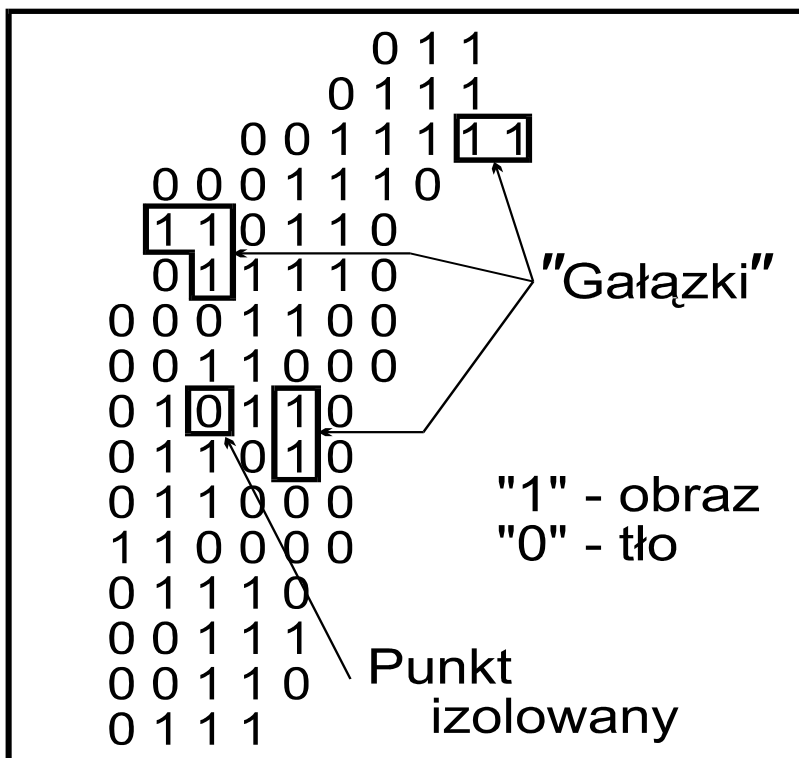 0 1 1
0 1 1 1
0 0 1 1 1 1 1
0 0 0 1 1 1 0
1 1 0 1 1 0
0 1 1 1 1 0
"Gałązki"
0 0 0 1 1 0 0
0 0 1 1 0 0 0
0 1 0 1 1 0
0 1 1 0 1 0
0 1 1 0 0 0
"1" - obraz
1 1 0 0 0 0
"0" - tło
0 1 1 1 0
0 0 1 1 1
Punkt
0 0 1 1 0
izolowany
0 1 1 1